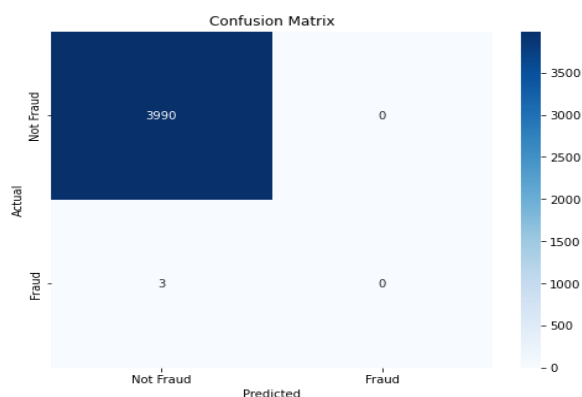 Confusion Matrix
Actual
Not Fraud
3990
0
Fraud
3
0
Not Fraud
Fraud
Predicted
3500
3000
2500
2000
1500
1000
500
0